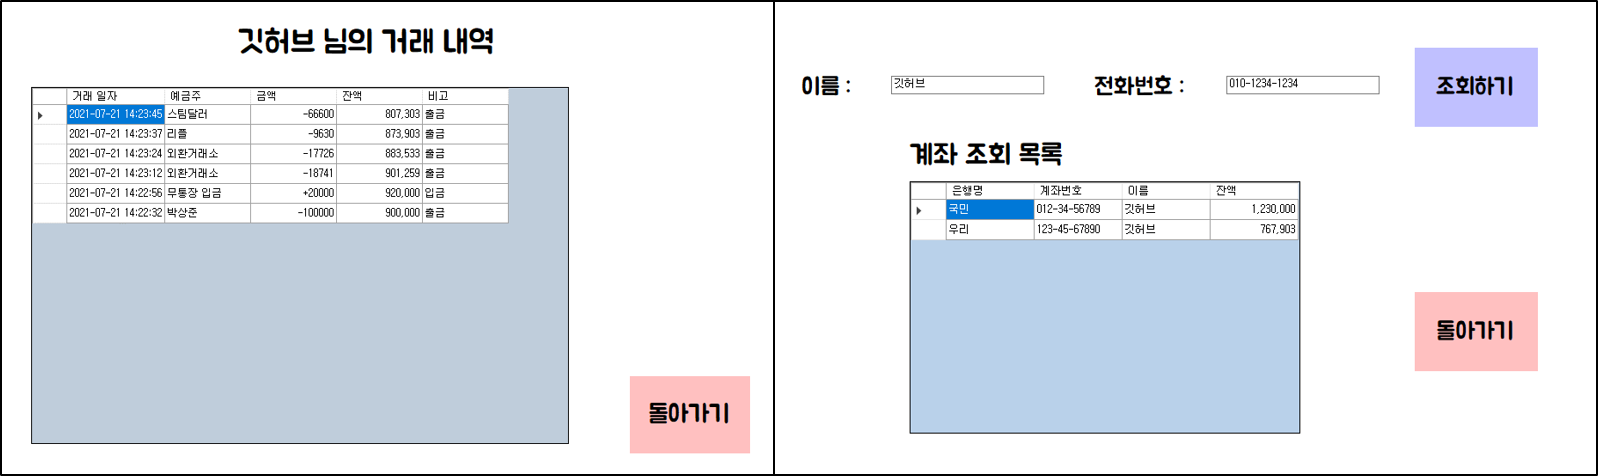 깃허브 님의 거래 내역
거래 일자 예금주 금액 잔액 비고
2021-07-21 14:23:45 스팀달러 -66600 807,303 출금
2021-07-21 14:23:37 리플 -9630 873,903 출금
2021-07-21 14:23:24 외환거래소 -17726 883,533 출금
2021-07-21 14:23:12 외환거래소 -18741 901,259 출금
2021-07-21 14:22:56 무통장 입금 +20000 920,000 입금
2021-07-21 14:22:32 박상준 -100000 900,000 출금
돌아가기
이름 : 깃허브 전화번호 : 010-1234-1234 조회하기
계좌 조회 목록
은행명 계좌번호 이름 잔액
국민 012-34-56789 깃허브 1,230,000
우리 123-45-67890 깃허브 767,903
돌아가기